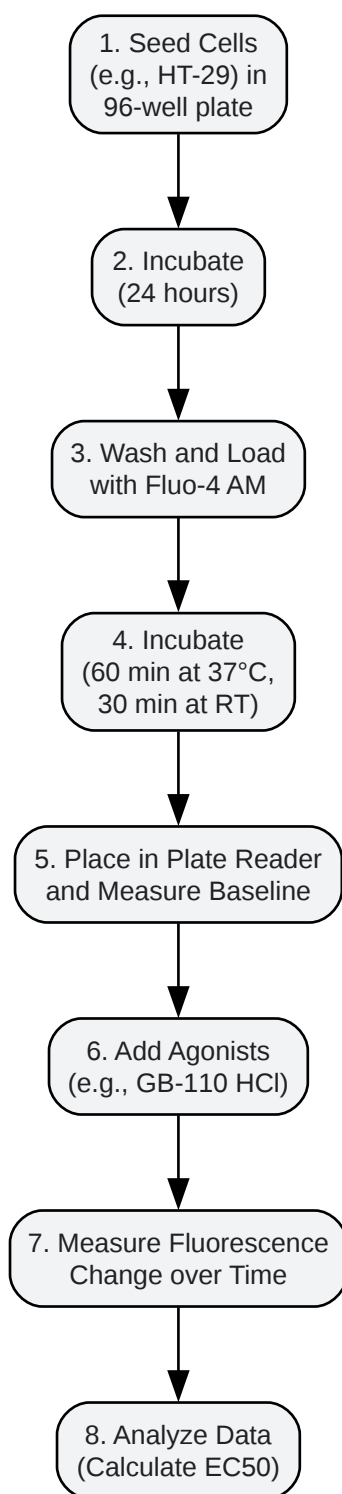 1. Seed Cells
(e.g., HT-29) in
96-well plate
2. Incubate
(24 hours)
3. Wash and Load
with Fluo-4 AM
4. Incubate
(60 min at 37°C,
30 min at RT)
5. Place in Plate Reader
and Measure Baseline
6. Add Agonists
(e.g., GB-110 HCl)
7. Measure Fluorescence
Change over Time
8. Analyze Data
(Calculate EC50)